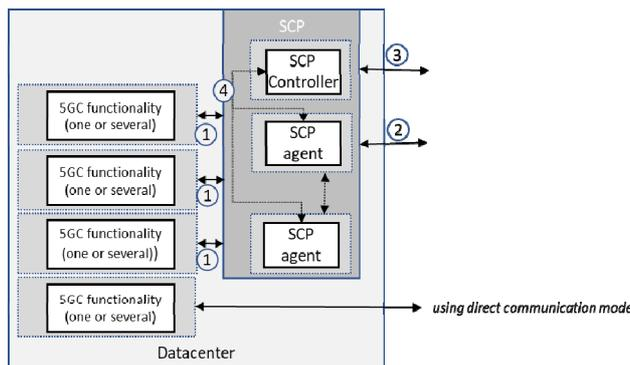 SCP
SCP
Controller
3
4
5GC functionality
(one or several)
1
SCP
agent
2
5GC functionality
(one or several)
1
5GC functionality
(one or several))
1
SCP
agent
5GC functionality
(one or several)
using direct communication mode
Datacenter